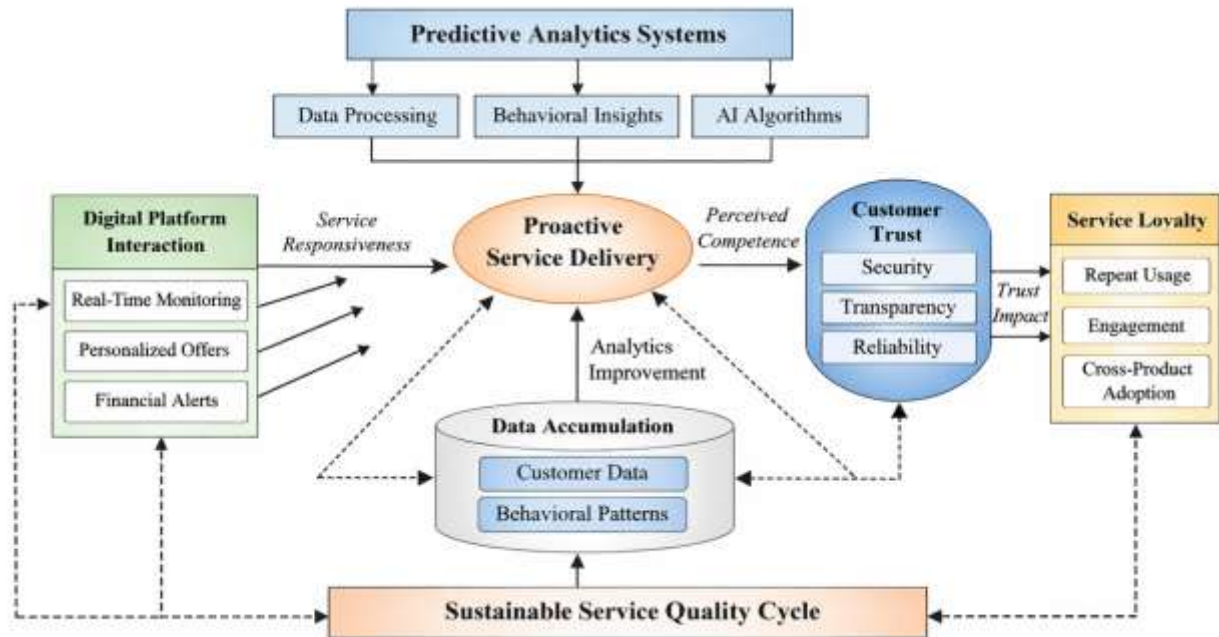 Predictive Analytics Systems
Data Processing
Behavioral Insights
AI Algorithms
Digital Platform
Interaction
Real-Time Monitoring
Personalized Offers
Financial Alerts
Service
Responsiveness
Proactive
Service Delivery
Perceived
Competence
Customer
Trust
Security
Transparency
Reliability
Trust
Impact
Service Loyalty
Repeat Usage
Engagement
Cross-Product
Adoption
Analytics
Improvement
Data Accumulation
Customer Data
Behavioral Patterns
Sustainable Service Quality Cycle